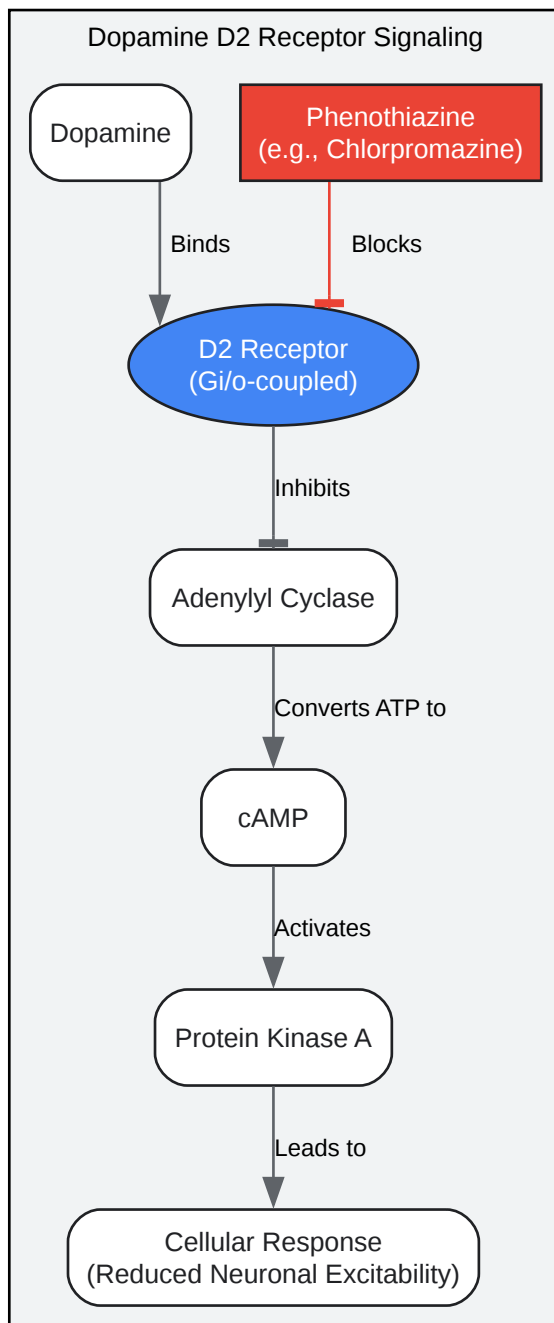 Dopamine D2 Receptor Signaling
Dopamine
Phenothiazine
(e.g., Chlorpromazine)
Binds
Blocks
D2 Receptor
(Gi/o-coupled)
Inhibits
Adenylyl Cyclase
Converts ATP to
cAMP
Activates
Protein Kinase A
Leads to
Cellular Response
(Reduced Neuronal Excitability)